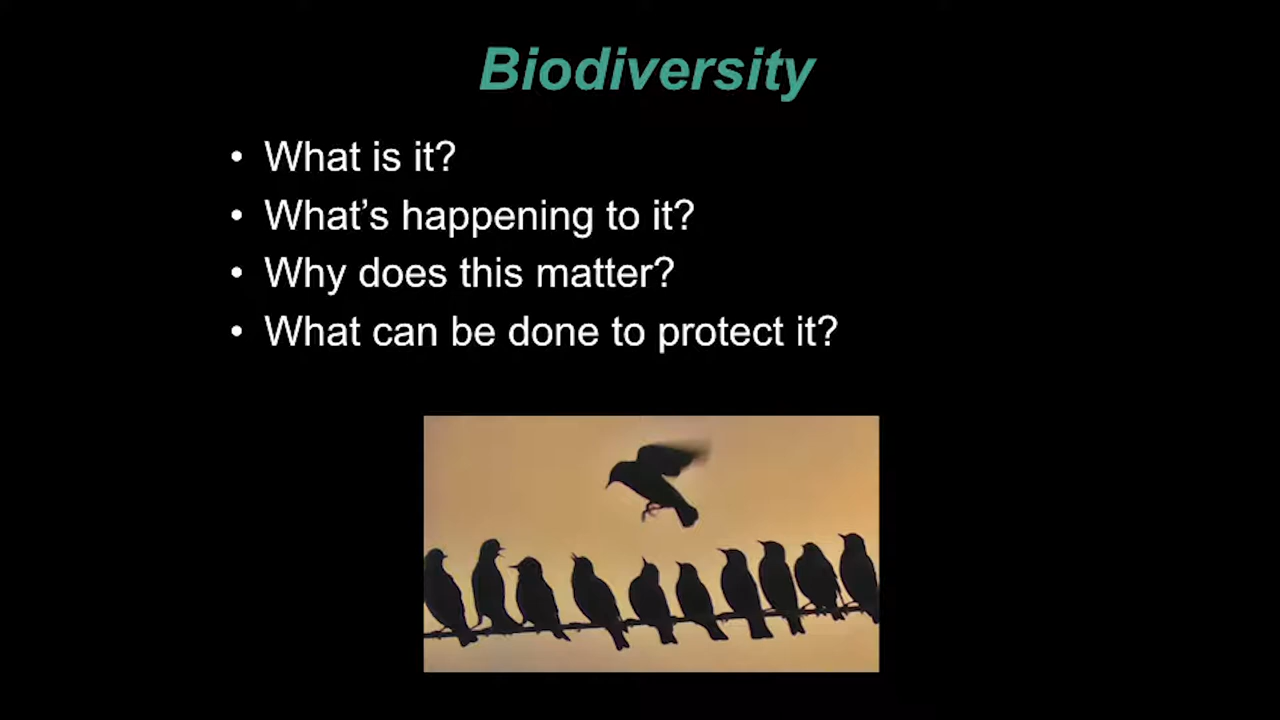 Biodiversity
• What is it?
• What’s happening to it?
• Why does this matter?
• What can be done to protect it?